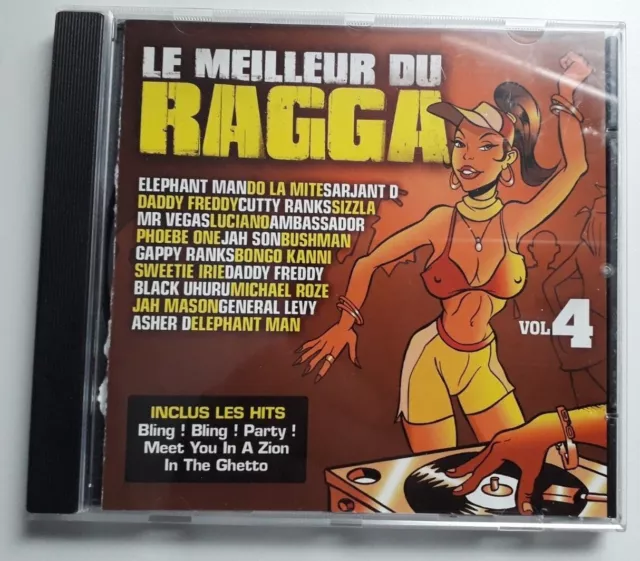 LE MEILLEUR DU
RAGGA
ELEPHANT MANDO LA MITESARJANT D
DADDY FREDDYCUTTY RANKSSIZZLA
MR VEGASLUCIANOAMBASSADOR
PHOEBE ONEJAH SONBUSHMAN
GAPPY RANKSBONGO KANNI
SWEETIE IRIEDADDY FREDDY
BLACK UHURUMICHAEL ROZE
JAH MASONGENERAL LEVY
ASHER DELEPHANT MAN
VOL4
INCLUS LES HITS
Bling ! Bling ! Party !
Meet You In A Zion
In The Ghetto